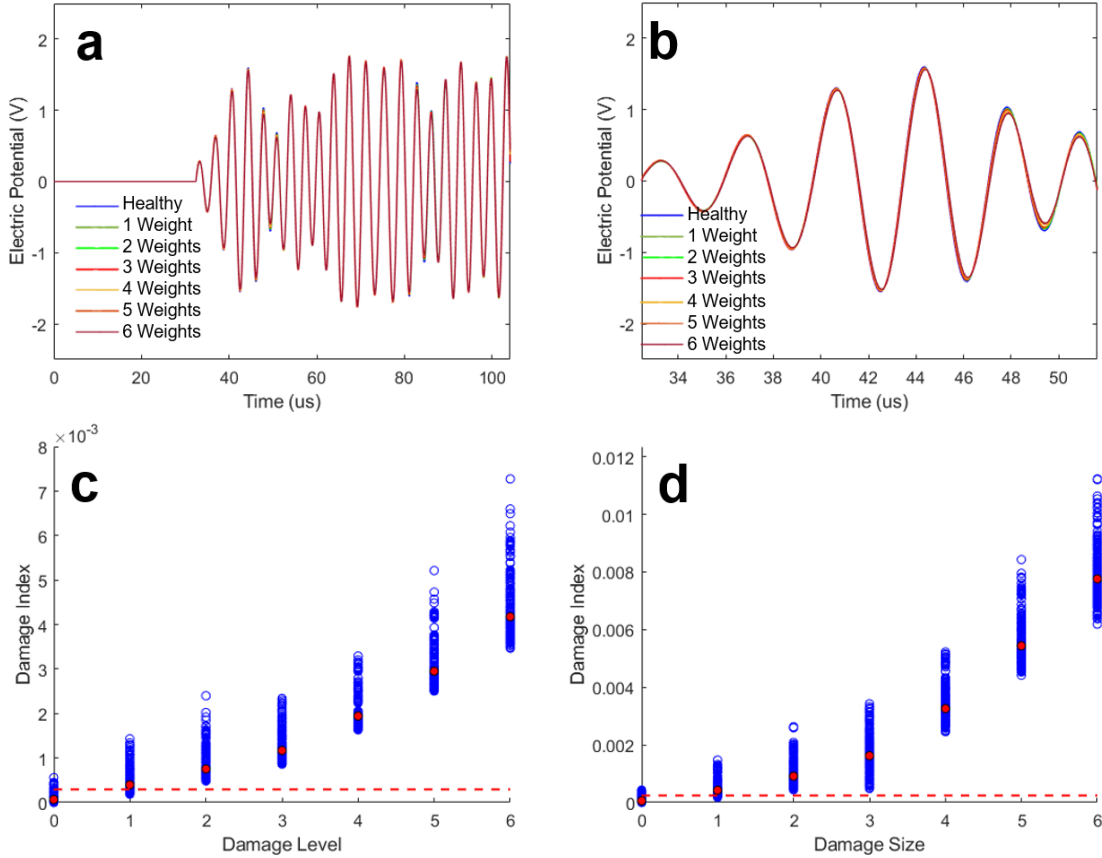 a
2
1
0
-1
-2
Electric Potential (V)
Healthy
1 Weight
2 Weights
3 Weights
4 Weights
5 Weights
6 Weights
0 20 40 60 80 100
Time (us)
b
2
1
0
-1
-2
Electric Potential (V)
Healthy
1 Weight
2 Weights
3 Weights
4 Weights
5 Weights
6 Weights
34 36 38 40 42 44 46 48 50
Time (us)
×10⁻³
c
8
7
6
5
4
3
2
1
0
Damage Index
0 1 2 3 4 5 6
Damage Level
d
0.012
0.01
0.008
0.006
0.004
0.002
0
Damage Index
0 1 2 3 4 5 6
Damage Size